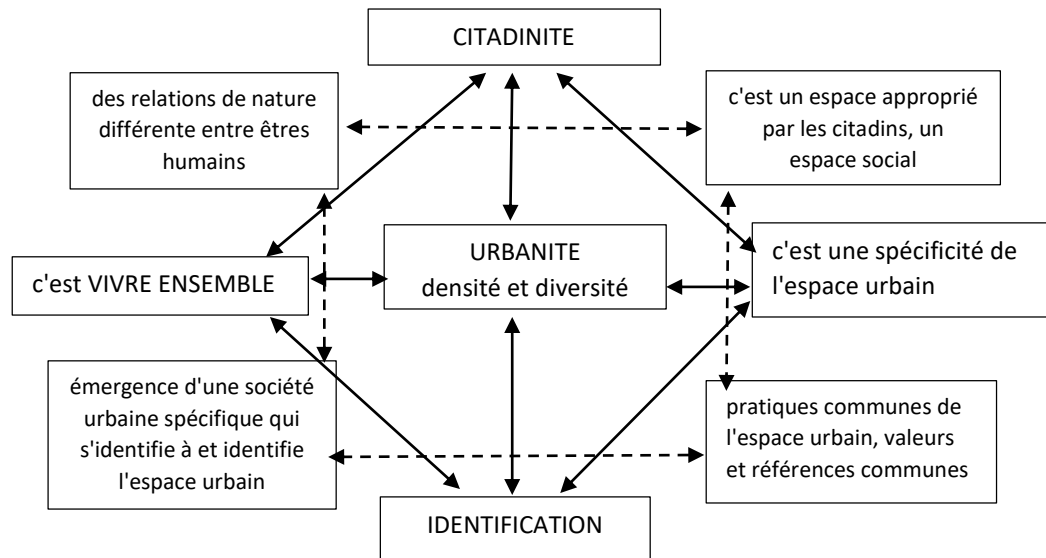 CITADINITE
des relations de nature
différente entre êtres
humains
c'est un espace approprié
par les citadins, un
espace social
c'est VIVRE ENSEMBLE
URBANITE
densité et diversité
c'est une spécificité de
l'espace urbain
émergence d'une société
urbaine spécifique qui
s'identifie à et identifie
l'espace urbain
pratiques communes de
l'espace urbain, valeurs
et références communes
IDENTIFICATION